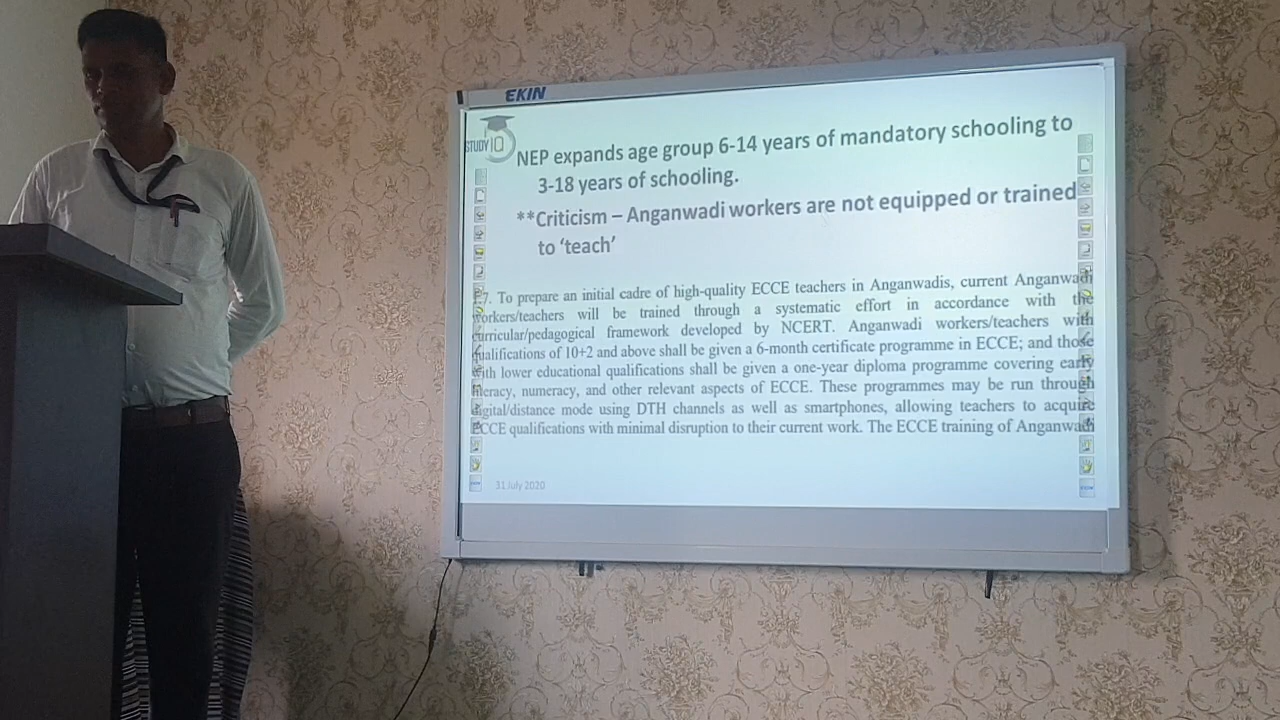 EKIN
STUDY IQ
NEP expands age group 6-14 years of mandatory schooling to
3-18 years of schooling.
**Criticism – Anganwadi workers are not equipped or trained
to ‘teach’
7. To prepare an initial cadre of high-quality ECCE teachers in Anganwadis, current Anganwadi
workers/teachers will be trained through a systematic effort in accordance with the
curricular/pedagogical framework developed by NCERT. Anganwadi workers/teachers with
qualifications of 10+2 and above shall be given a 6-month certificate programme in ECCE; and those
with lower educational qualifications shall be given a one-year diploma programme covering early
literacy, numeracy, and other relevant aspects of ECCE. These programmes may be run through
digital/distance mode using DTH channels as well as smartphones, allowing teachers to acquire
ECCE qualifications with minimal disruption to their current work. The ECCE training of Anganwadi
31 July 2020